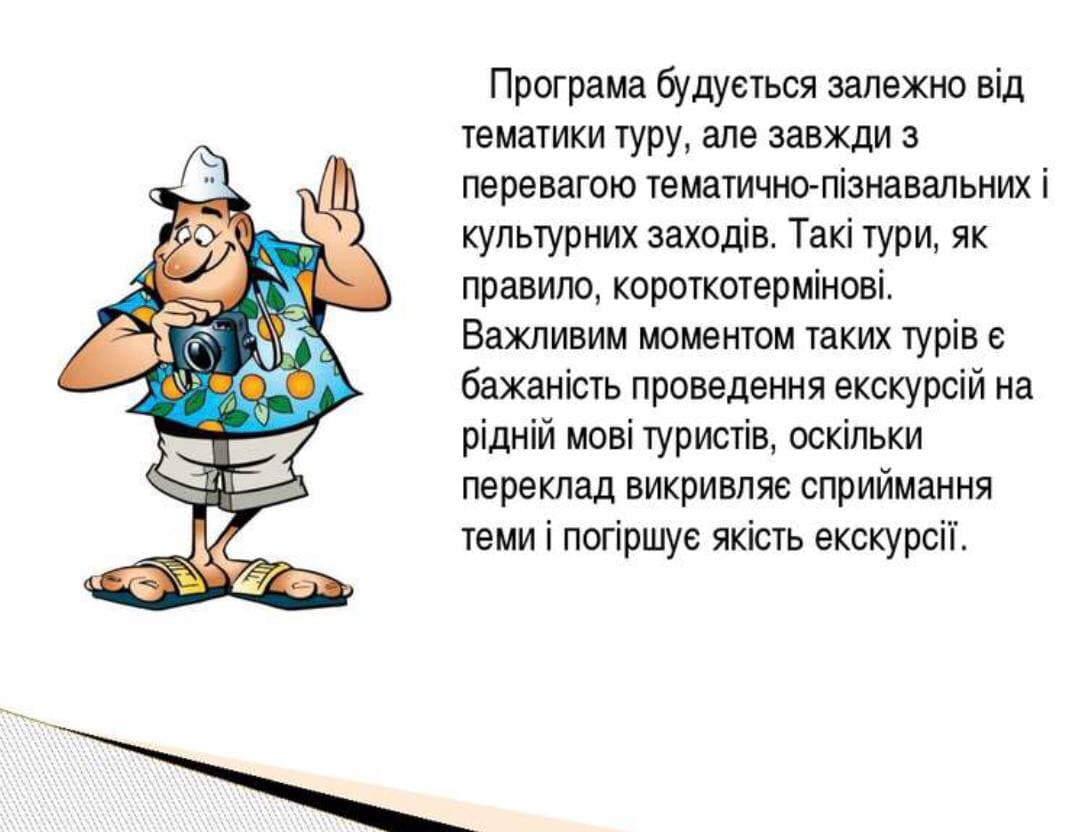 Програма будується залежно від
тематики туру, але завжди з
перевагою тематично-пізнавальних і
культурних заходів. Такі тури, як
правило, короткотермінові.
Важливим моментом таких турів є
бажаність проведення екскурсій на
рідній мові туристів, оскільки
переклад викривляє сприймання
теми і погіршує якість екскурсії.